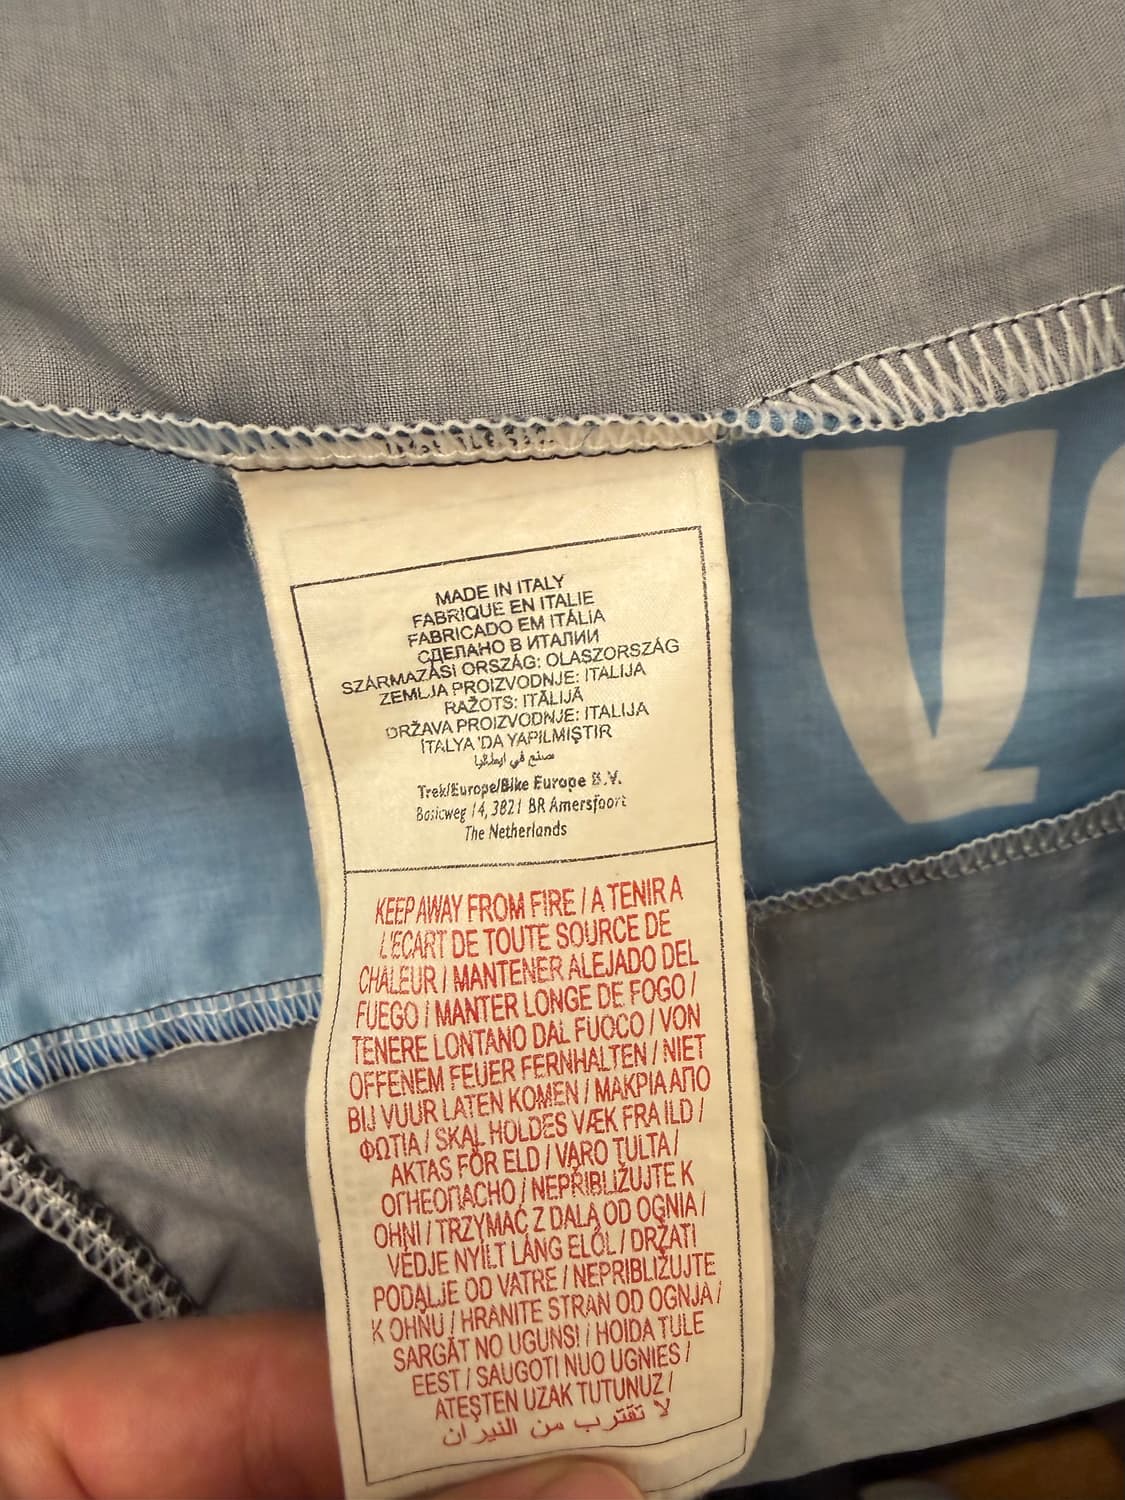 MADE IN ITALY
FABRIQUE EN ITALIE
FABRICADO EM ITÁLIA
СДЕЛАНО В ИТАЛИИ
SZÁRMAZÁSI ORSZÁG: OLASZORSZÁG
ZEMLJA PROIZVODNJE: ITALIJA
RAŽOTS: ITĀLIJĀ
DRŽAVA PROIZVODNJE: ITALIJA
İTALYA 'DA YAPILMIŞTIR
صنع في ايطاليا
Trek/Europe/Bike Europe B.V.
Basicweg 14, 3821 BR Amersfoort
The Netherlands
KEEP AWAY FROM FIRE / A TENIR A
L'ECART DE TOUTE SOURCE DE
CHALEUR / MANTENER ALEJADO DEL
FUEGO / MANTER LONGE DE FOGO /
TENERE LONTANO DAL FUOCO / VON
OFFENEM FEUER FERNHALTEN / NIET
BIJ VUUR LATEN KOMEN / ΜΑΚΡΙΑ ΑΠΟ
ΦΩΤΙΑ / SKAL HOLDES VÆK FRA ILD /
AKTAS FÖR ELD / VARO TULTA /
ОГНЕОПАСНО / NEPŘIBLIŽUJTE K
OHNI / TRZYMAĆ Z DALA OD OGNIA /
VÉDJE NYÍLT LÁNG ELŐL / DRŽATI
PODALJE OD VATRE / NEPRIBLIŽUJTE
K OHŇU / HRANITE STRAN OD OGNJA /
SARGĀT NO UGUNS! / HOIDA TULE
EEST / SAUGOTI NUO UGNIES /
ATEŞTEN UZAK TUTUNUZ /
لا تقترب من النيران